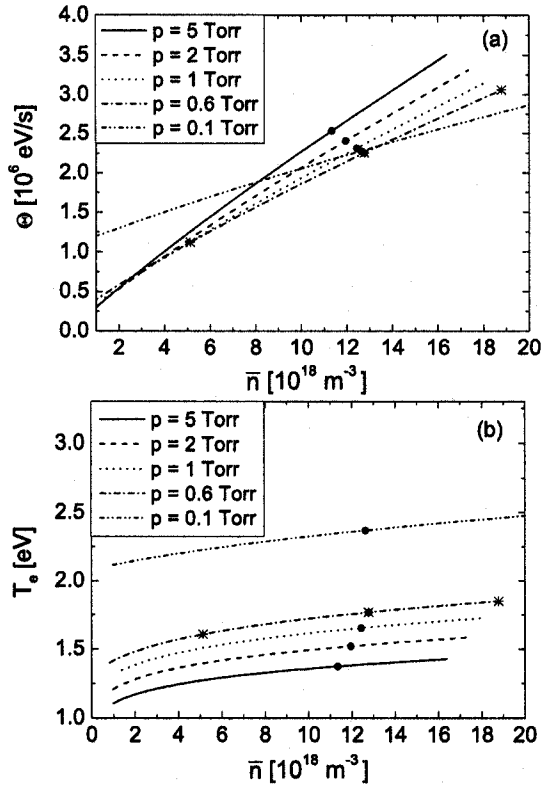 4.0
3.5
3.0
2.5
2.0
1.5
1.0
0.5
0.0
Θ [10⁶ eV/s]
p = 5 Torr
p = 2 Torr
p = 1 Torr
p = 0.6 Torr
p = 0.1 Torr
(a)
2 4 6 8 10 12 14 16 18 20
n̅ [10¹⁸ m⁻³]
3.0
2.5
2.0
1.5
1.0
Tₑ [eV]
p = 5 Torr
p = 2 Torr
p = 1 Torr
p = 0.6 Torr
p = 0.1 Torr
(b)
0 2 4 6 8 10 12 14 16 18 20
n̅ [10¹⁸ m⁻³]